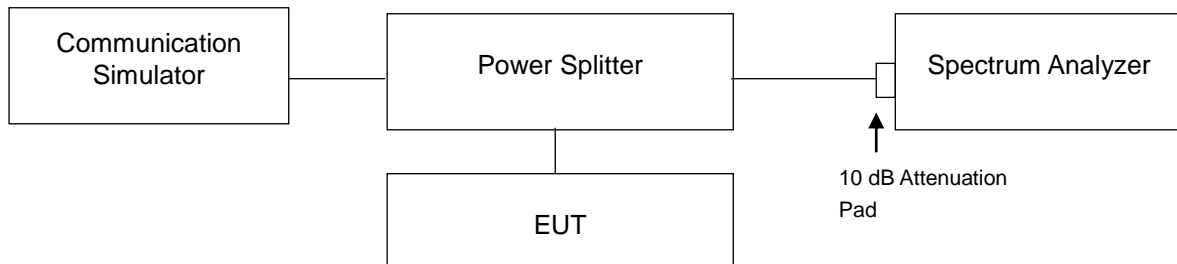 Communication
Simulator
Power Splitter
Spectrum Analyzer
10 dB Attenuation
Pad
EUT